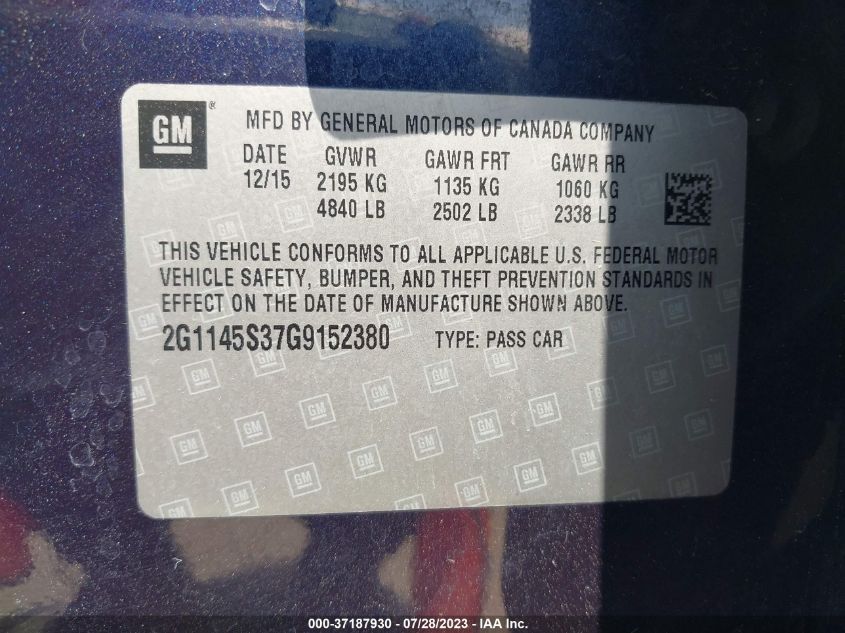 GM ®
MFD BY GENERAL MOTORS OF CANADA COMPANY
DATE GVWR GAWR FRT GAWR RR
12/15 2195 KG 1135 KG 1060 KG
4840 LB 2502 LB 2338 LB
THIS VEHICLE CONFORMS TO ALL APPLICABLE U.S. FEDERAL MOTOR
VEHICLE SAFETY, BUMPER, AND THEFT PREVENTION STANDARDS IN
EFFECT ON THE DATE OF MANUFACTURE SHOWN ABOVE.
2G1145S37G9152380 TYPE: PASS CAR
000-37187930 - 07/28/2023 - Copyright © 2023 IAA, Inc.